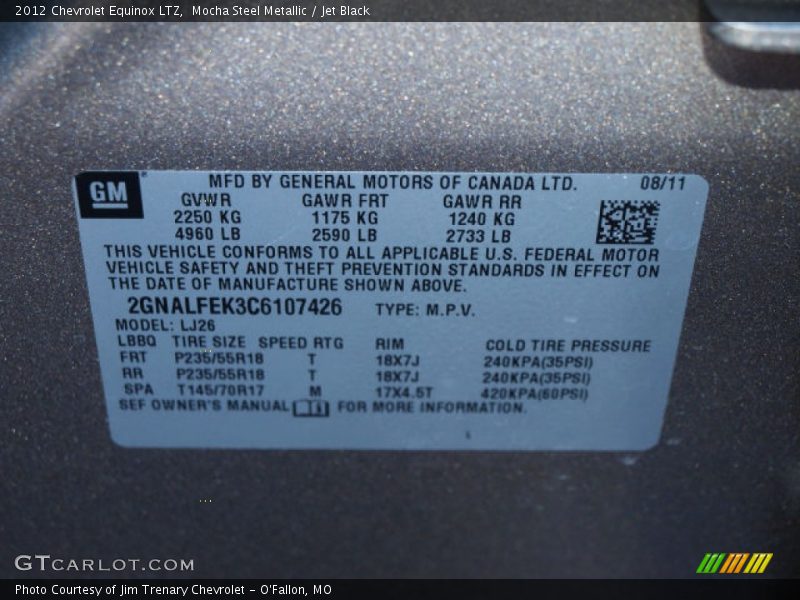 2012 Chevrolet Equinox LTZ,  Mocha Steel Metallic / Jet Black
GM
MFD BY GENERAL MOTORS OF CANADA LTD. 08/11
GVWR GAWR FRT GAWR RR
2250 KG 1175 KG 1240 KG
4960 LB 2590 LB 2733 LB
THIS VEHICLE CONFORMS TO ALL APPLICABLE U.S. FEDERAL MOTOR
VEHICLE SAFETY AND THEFT PREVENTION STANDARDS IN EFFECT ON
THE DATE OF MANUFACTURE SHOWN ABOVE.
2GNALFEK3C6107426 TYPE: M.P.V.
MODEL: LJ26
LBBQ TIRE SIZE SPEED RTG RIM COLD TIRE PRESSURE
FRT P235/55R18 T 18X7J 240KPA(35PSI)
RR P235/55R18 T 18X7J 240KPA(35PSI)
SPA T145/70R17 M 17X4.5T 420KPA(60PSI)
SEE OWNER'S MANUAL FOR MORE INFORMATION.
GTCARLOT.COM
Photo Courtesy of Jim Trenary Chevrolet - O'Fallon, MO